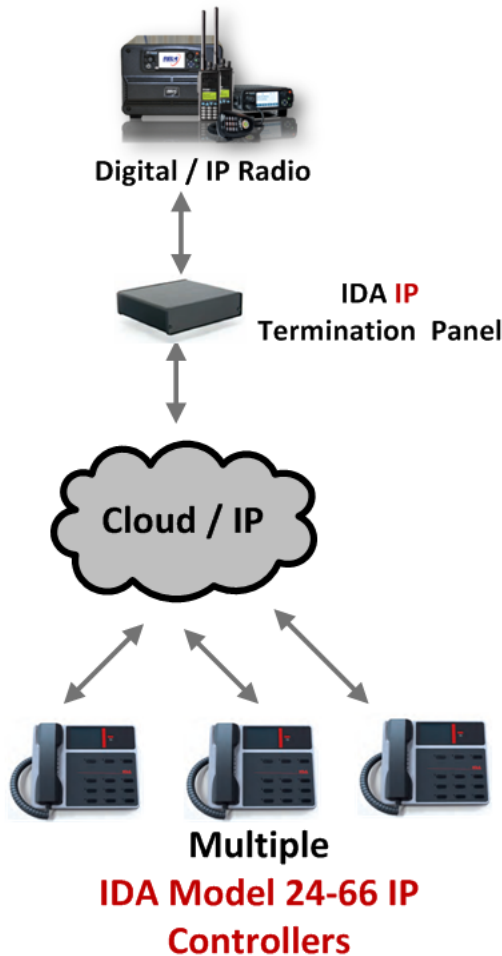 Digital / IP Radio
IDA IP
Termination Panel
Cloud / IP
Multiple
IDA Model 24-66 IP
Controllers